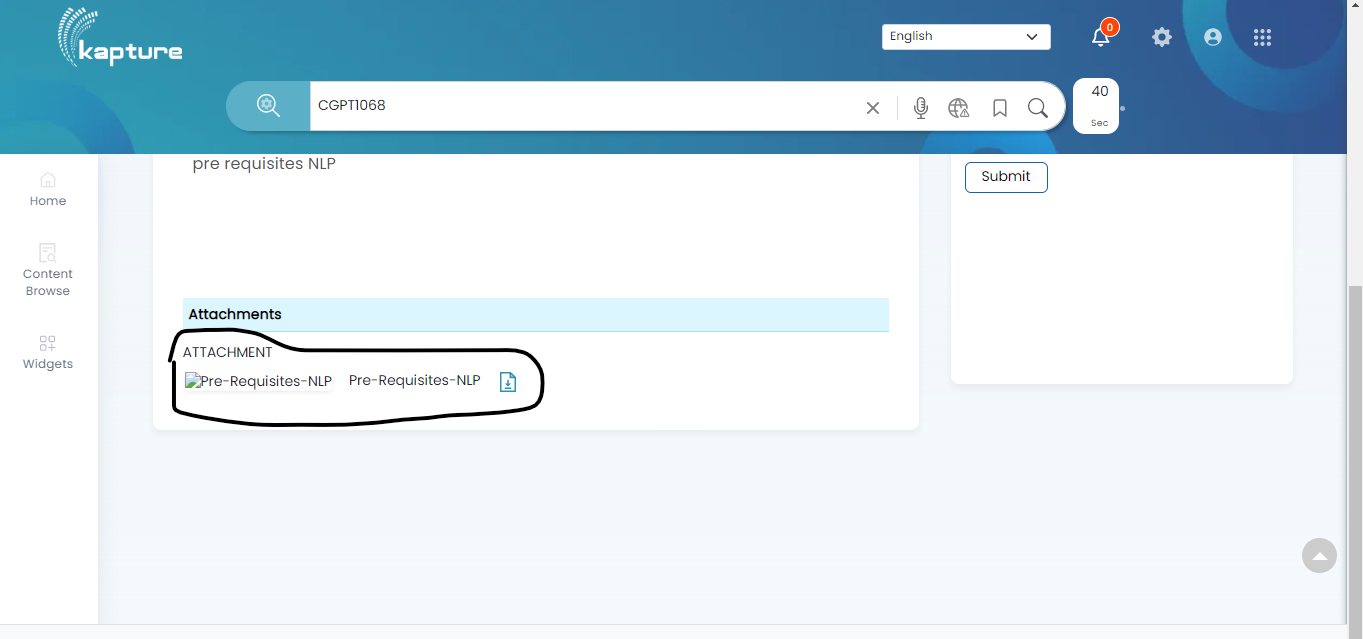 kapture
English
0
CGPT1068
40
Sec
pre requisites NLP
Submit
Home
Content
Browse
Widgets
Attachments
ATTACHMENT
Pre-Requisites-NLP Pre-Requisites-NLP